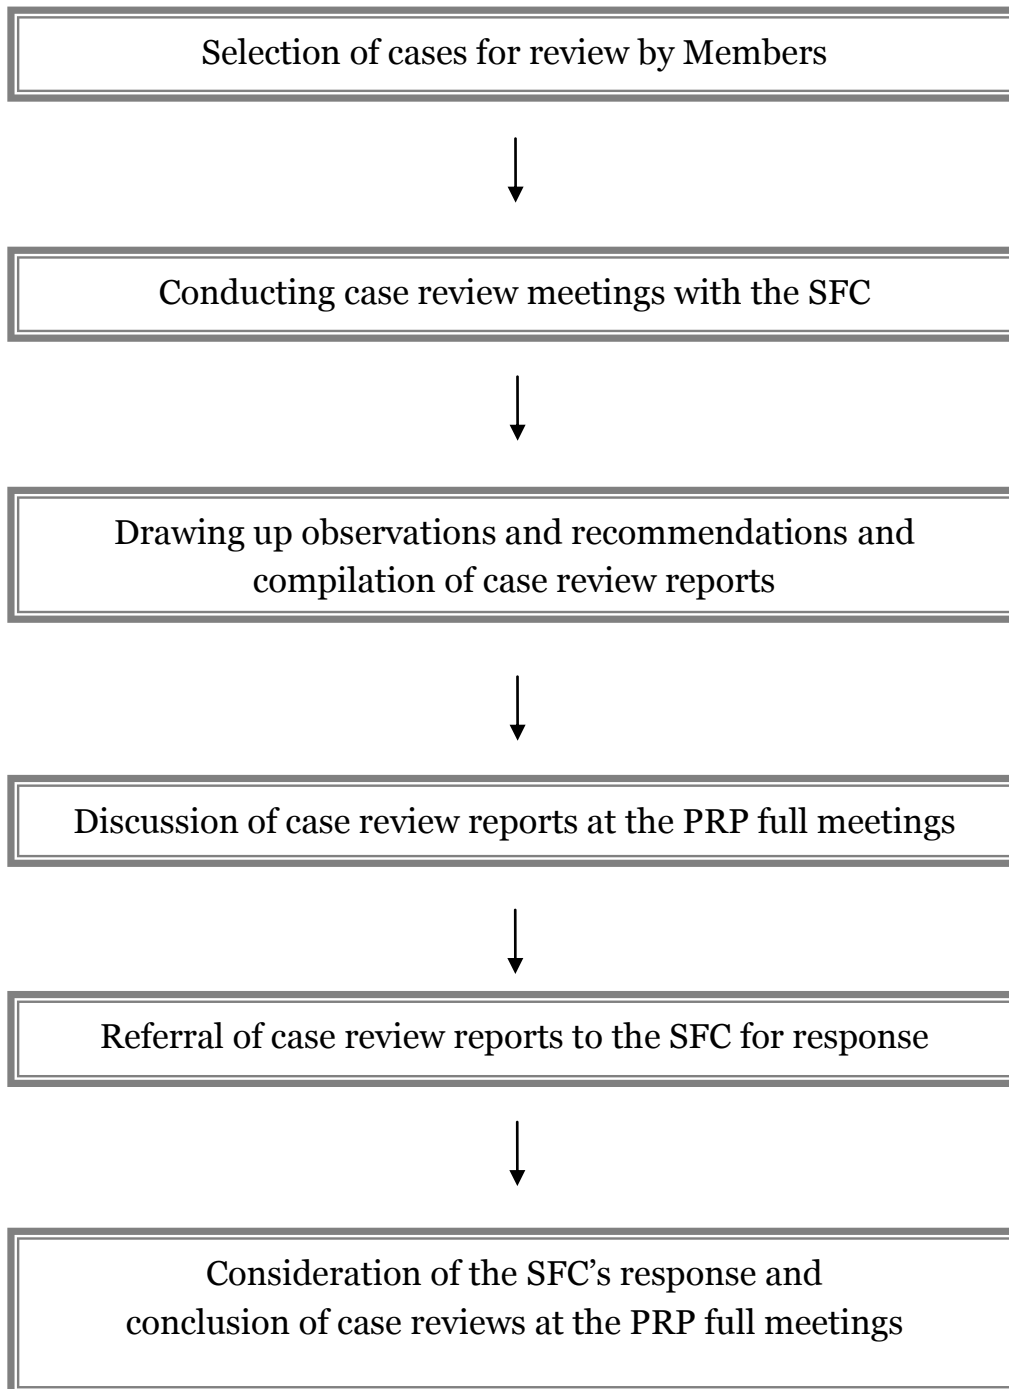 Selection of cases for review by Members
Conducting case review meetings with the SFC
Drawing up observations and recommendations and
compilation of case review reports
Discussion of case review reports at the PRP full meetings
Referral of case review reports to the SFC for response
Consideration of the SFC’s response and
conclusion of case reviews at the PRP full meetings